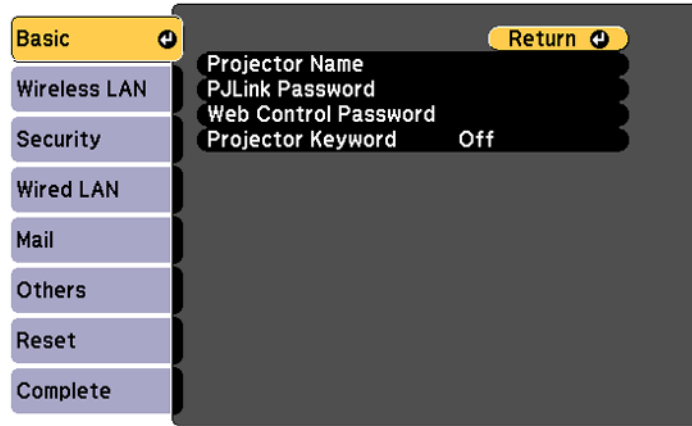 Basic
Wireless LAN
Security
Wired LAN
Mail
Others
Reset
Complete
Return
Projector Name
PJLink Password
Web Control Password
Projector Keyword Off